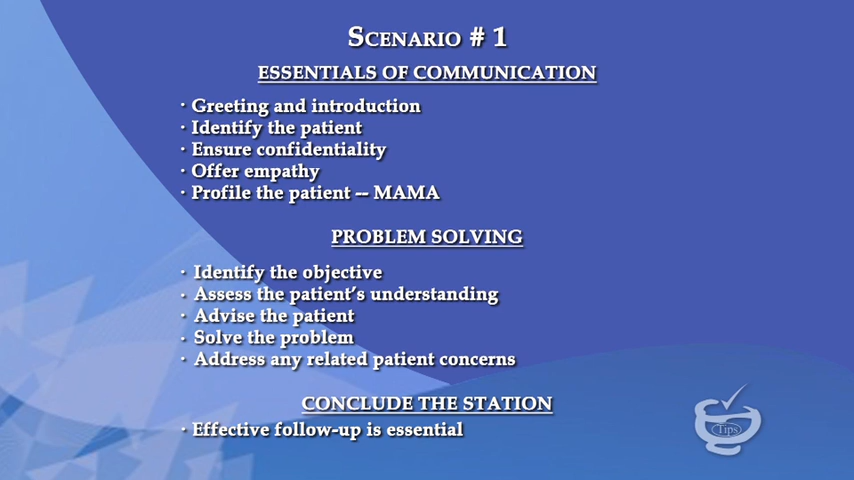 SCENARIO # 1
ESSENTIALS OF COMMUNICATION
· Greeting and introduction
· Identify the patient
· Ensure confidentiality
· Offer empathy
· Profile the patient -- MAMA
PROBLEM SOLVING
· Identify the objective
· Assess the patient's understanding
· Advise the patient
· Solve the problem
· Address any related patient concerns
CONCLUDE THE STATION
· Effective follow-up is essential
Tips